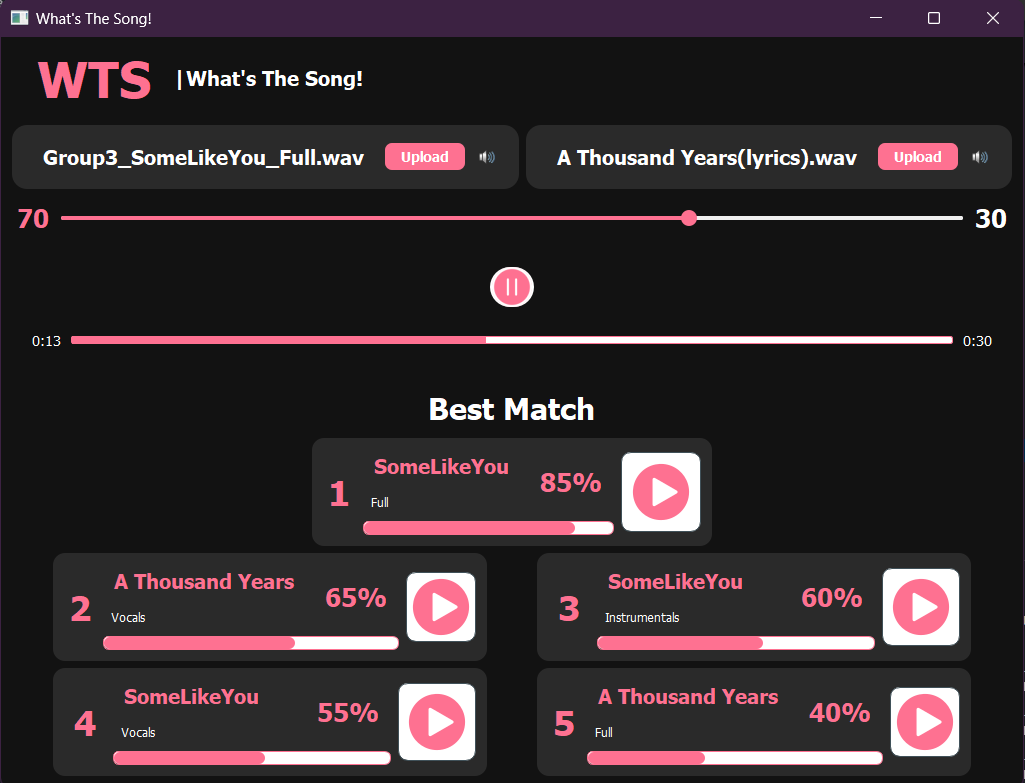 What's The Song!
WTS |What's The Song!
Group3_SomeLikeYou_Full.wav Upload
A Thousand Years(lyrics).wav Upload
70 30
0:13 0:30
Best Match
1 SomeLikeYou 85%
Full
2 A Thousand Years 65%
Vocals
3 SomeLikeYou 60%
Instrumentals
4 SomeLikeYou 55%
Vocals
5 A Thousand Years 40%
Full